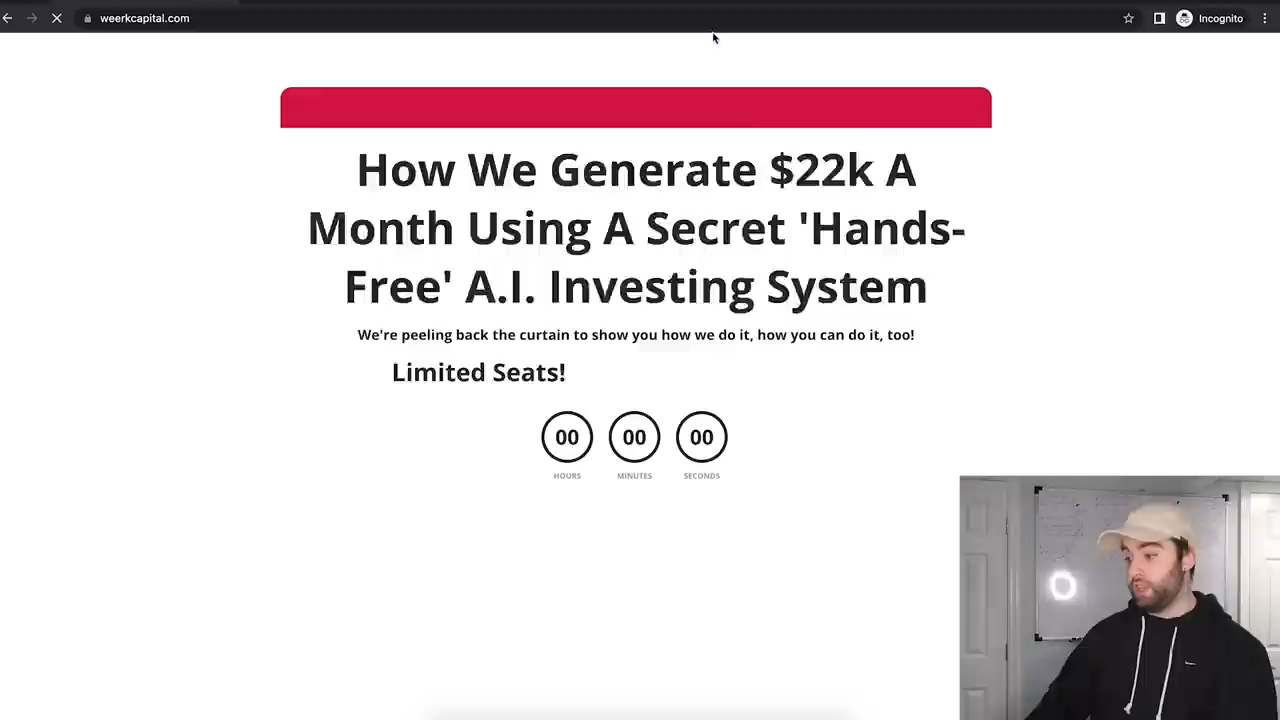 weerkcapital.com
Incognito
How We Generate $22k A
Month Using A Secret 'Hands-
Free' A.I. Investing System
We're peeling back the curtain to show you how we do it, how you can do it, too!
Limited Seats!
00 00 00
HOURS MINUTES SECONDS